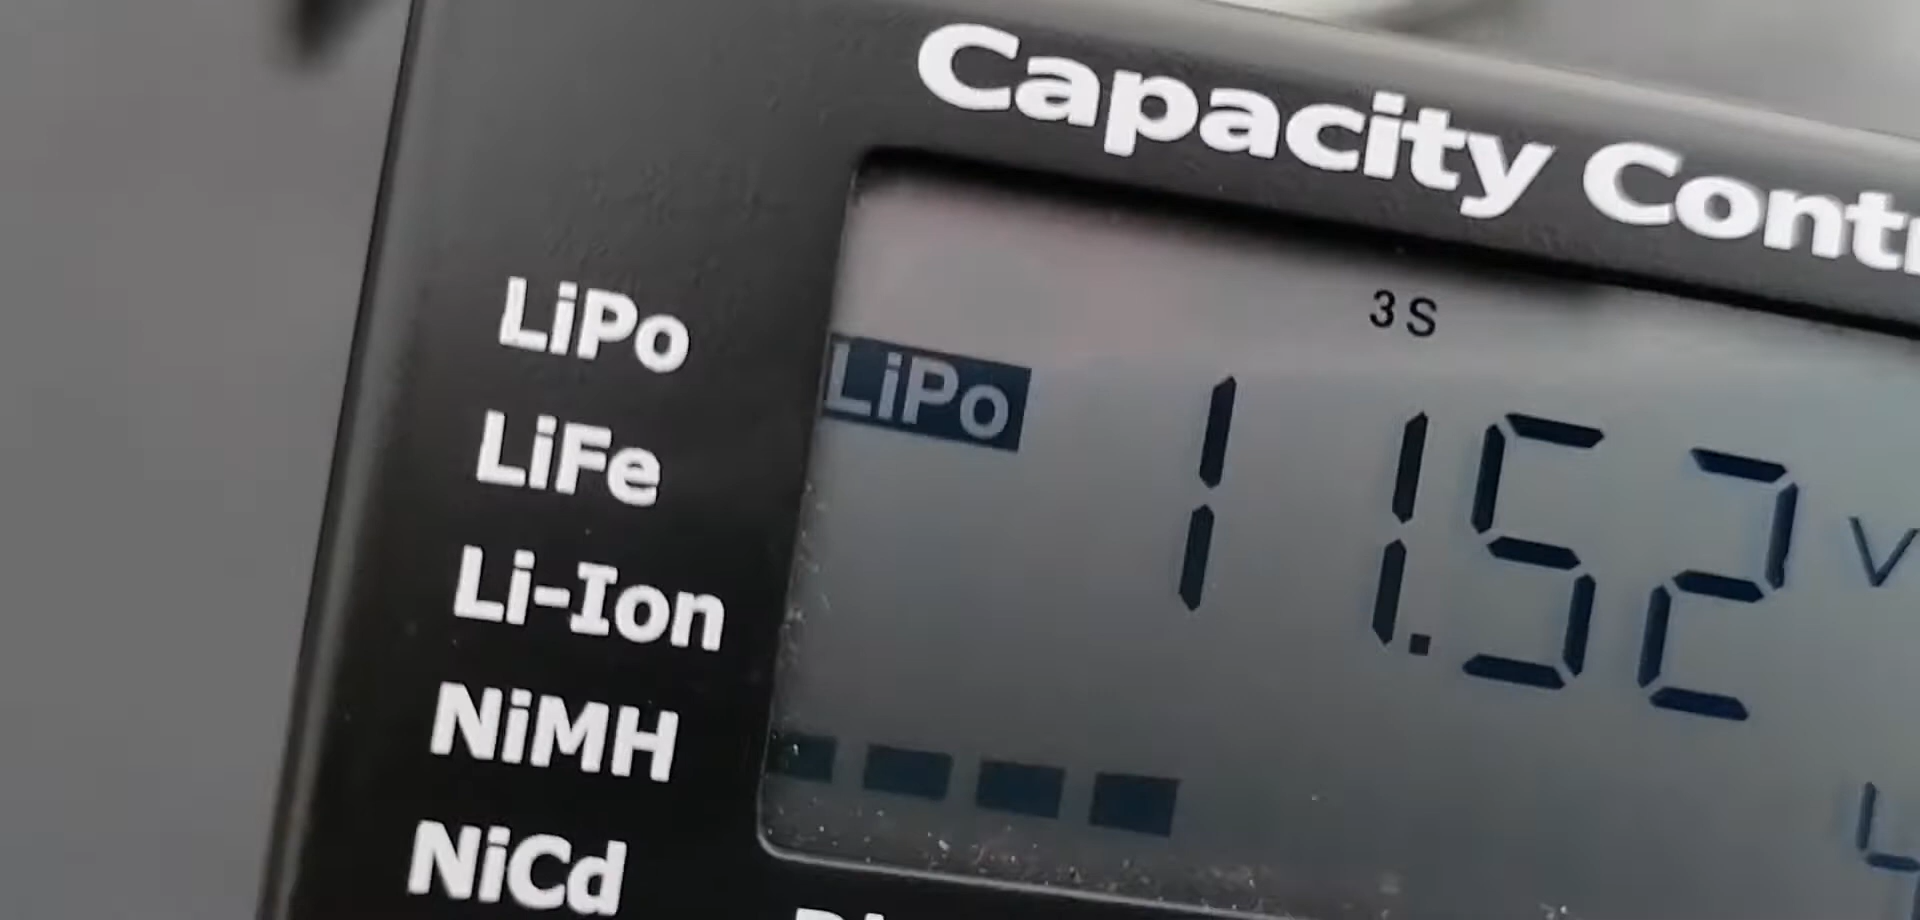 Capacity Contr
3S
LiPo
LiPo 11.52 V
LiFe
Li-Ion
NiMH
NiCd